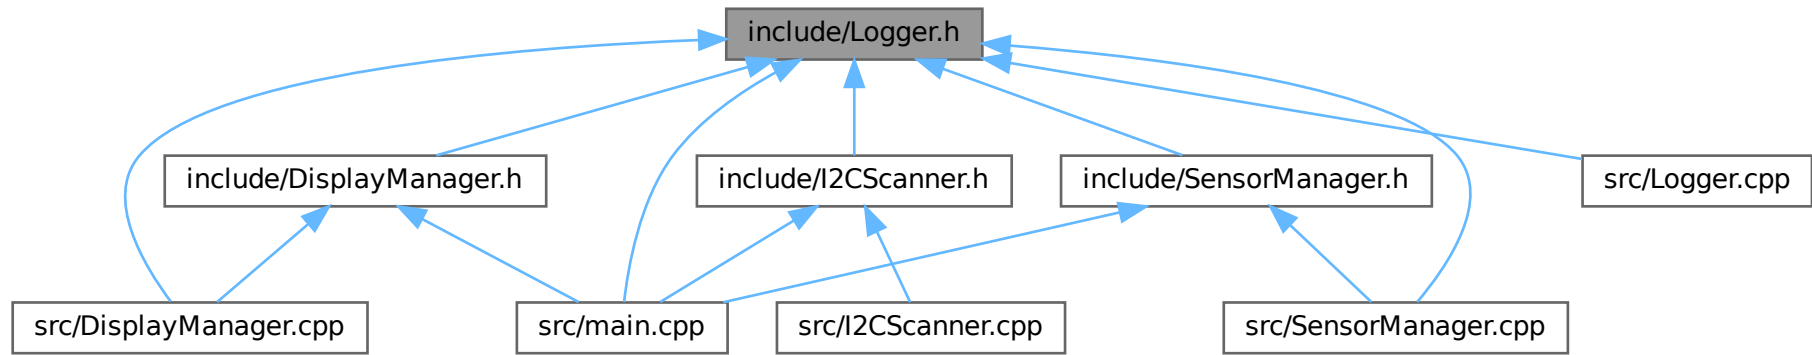 include/Logger.h
include/DisplayManager.h
include/I2CScanner.h
include/SensorManager.h
src/Logger.cpp
src/DisplayManager.cpp
src/main.cpp
src/I2CScanner.cpp
src/SensorManager.cpp